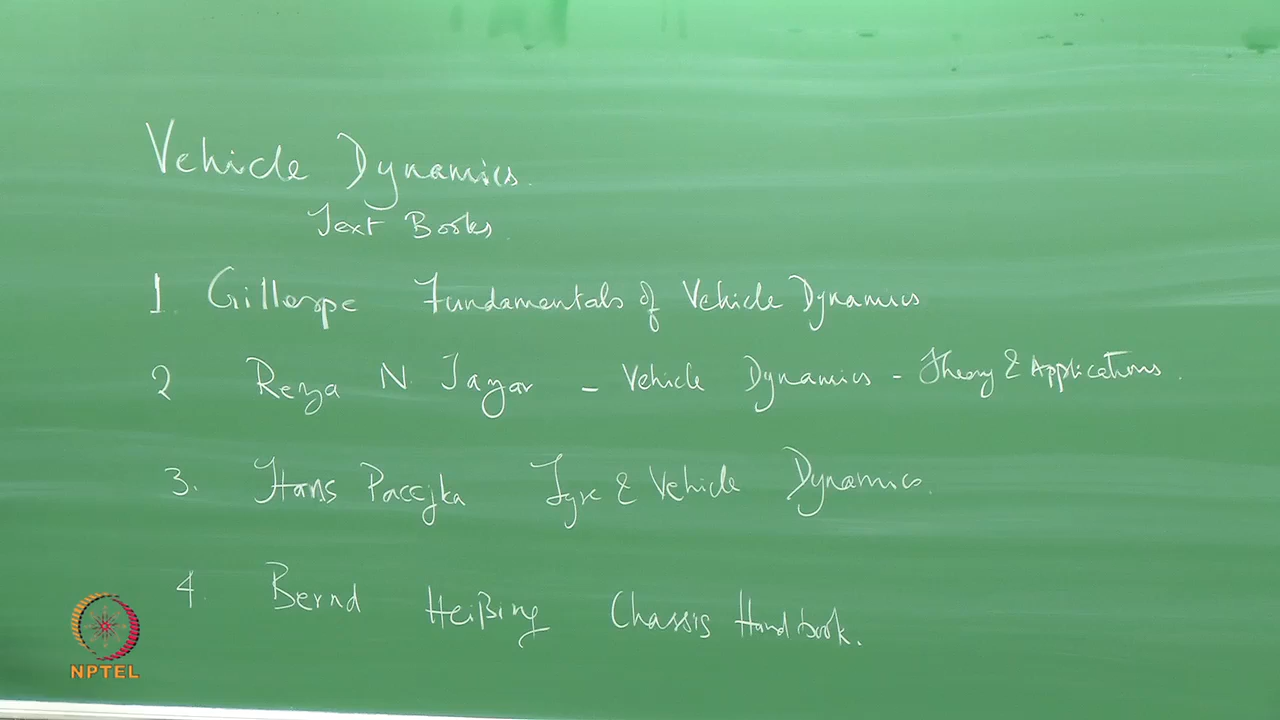 Vehicle Dynamics.
Text Books.
1. Gillespe Fundamentals of Vehicle Dynamics
2 Reza N. Jazar - Vehicle Dynamics - Theory & Applications.
3. Hans Paccjka Tyre & Vehicle Dynamics.
4. Bernd Heißing Chassis Handbook.
NPTEL